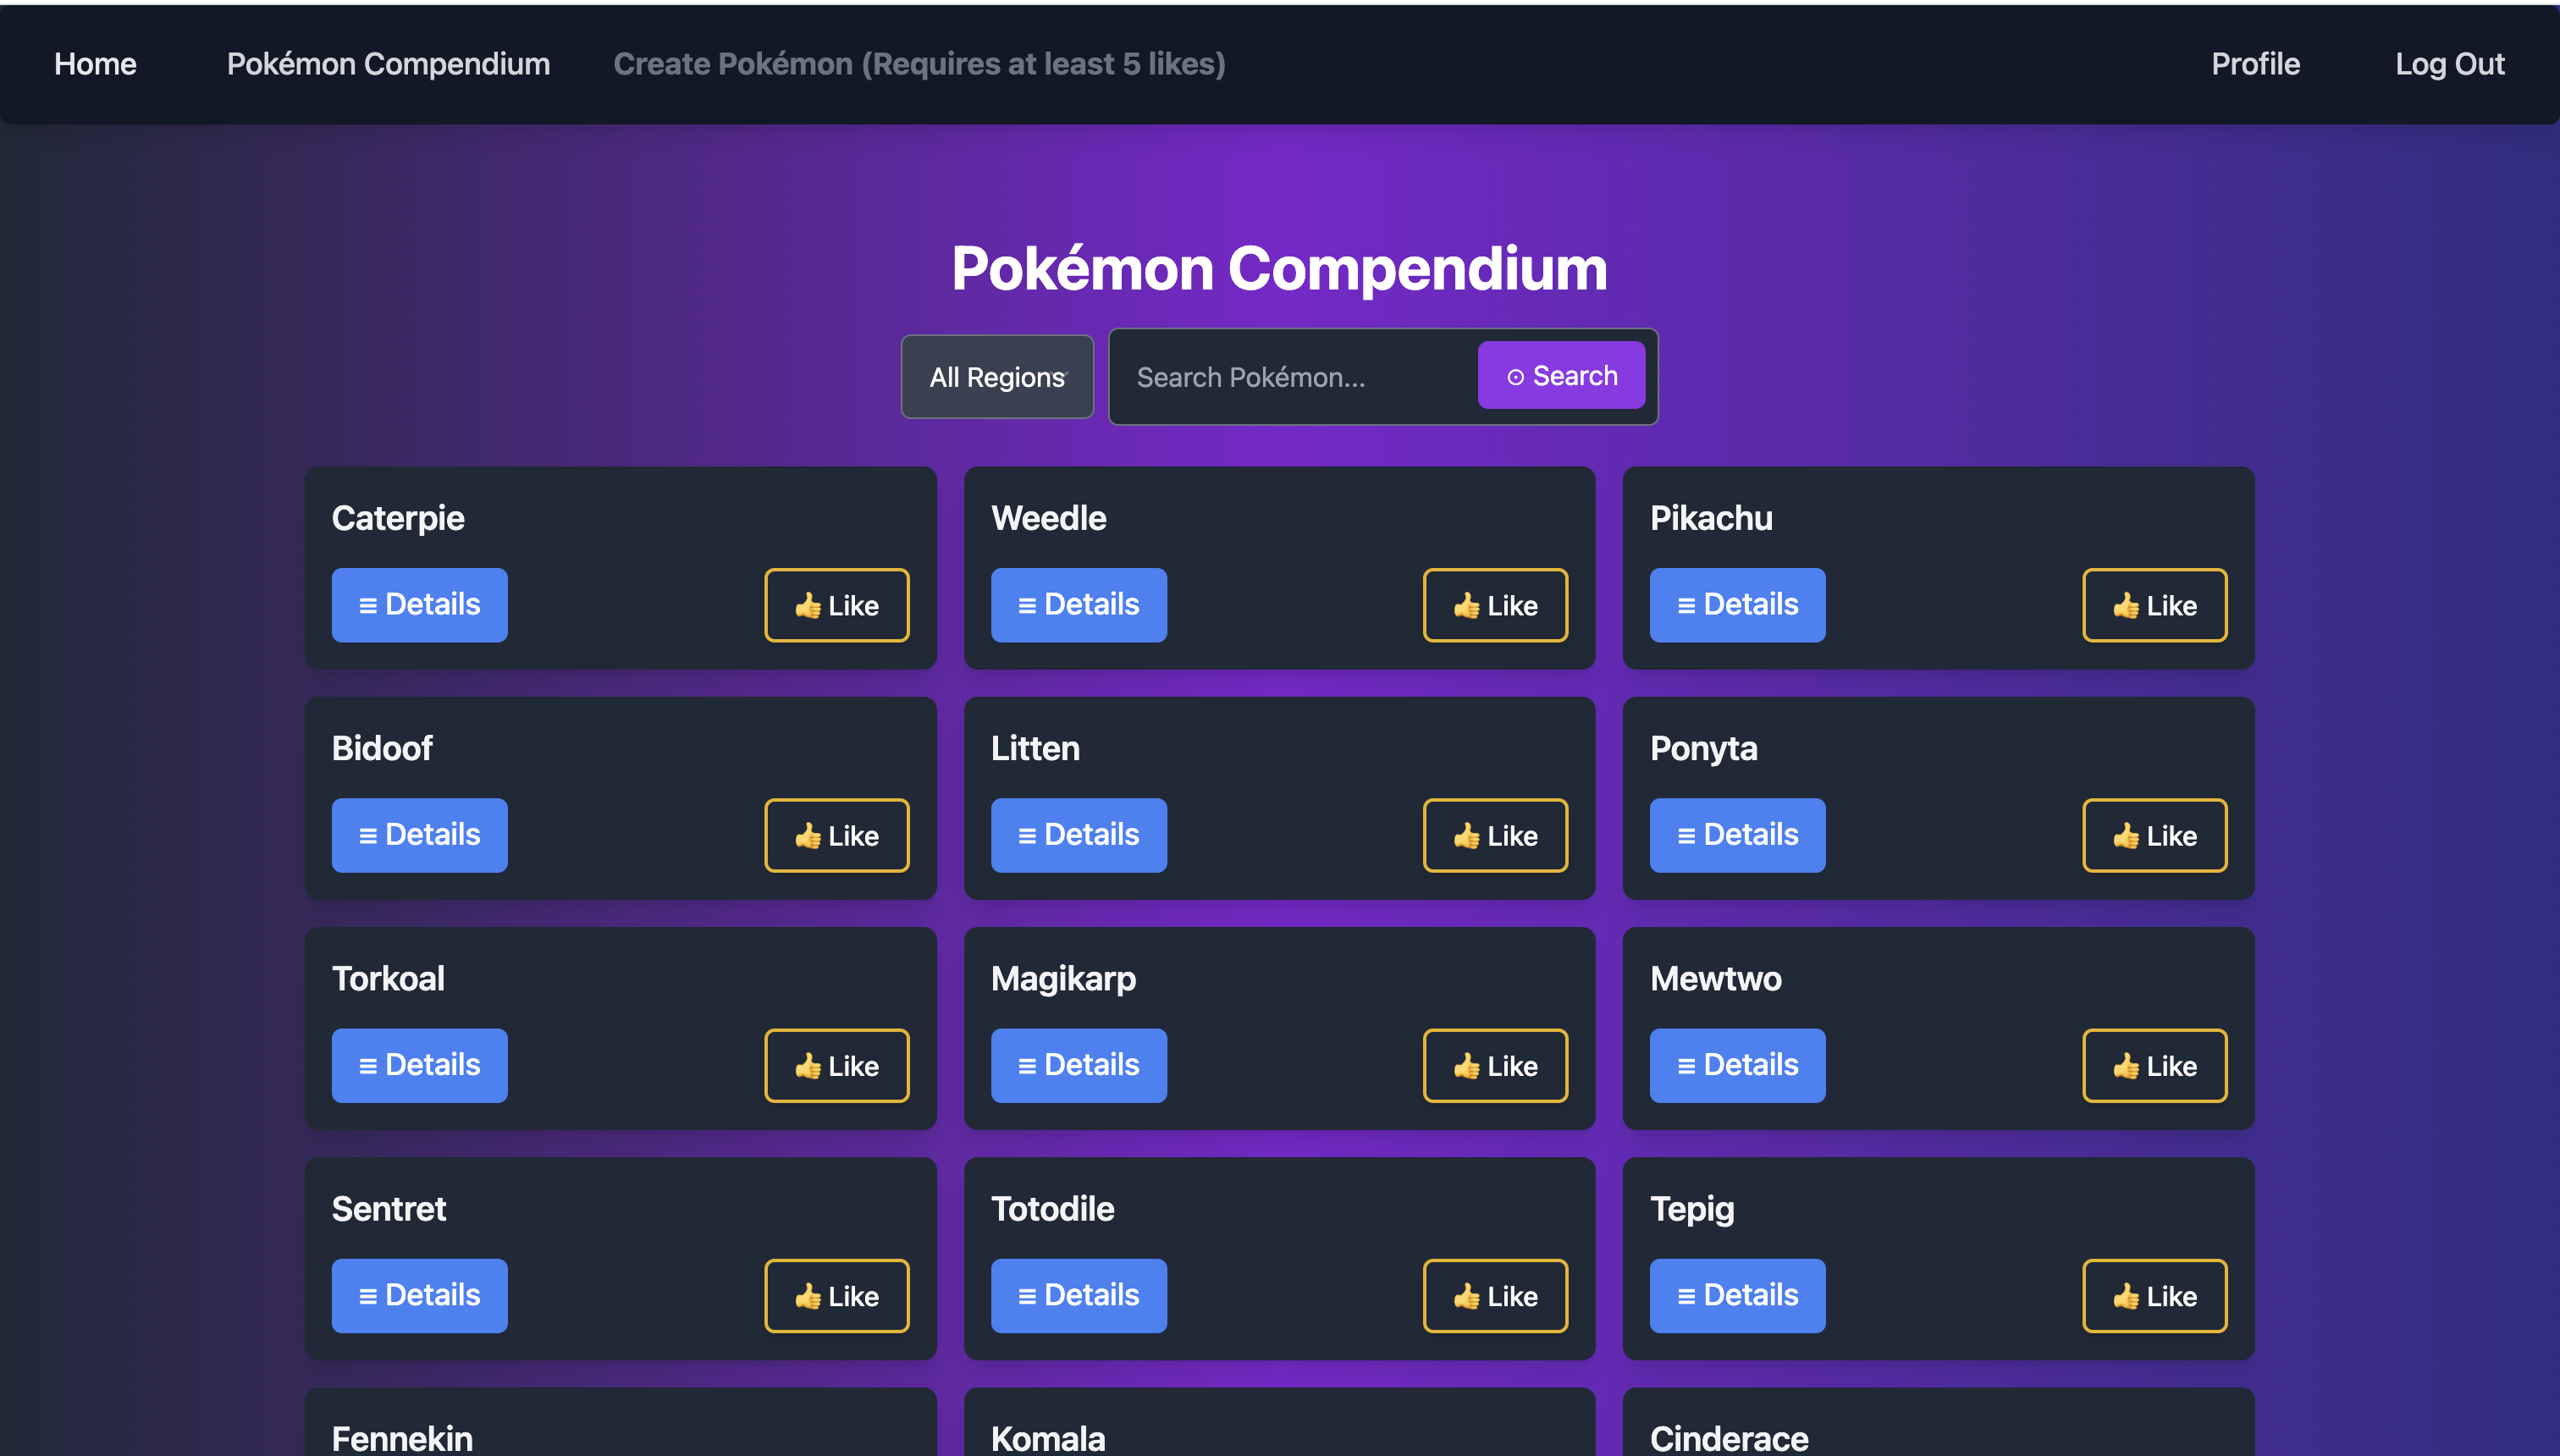 Home Pokémon Compendium Create Pokémon (Requires at least 5 likes) Profile Log Out
Pokémon Compendium
All Regions Search Pokémon... Search
Caterpie Weedle Pikachu
≡ Details 👍 Like ≡ Details 👍 Like ≡ Details 👍 Like
Bidoof Litten Ponyta
≡ Details 👍 Like ≡ Details 👍 Like ≡ Details 👍 Like
Torkoal Magikarp Mewtwo
≡ Details 👍 Like ≡ Details 👍 Like ≡ Details 👍 Like
Sentret Totodile Tepig
≡ Details 👍 Like ≡ Details 👍 Like ≡ Details 👍 Like
Fennekin Komala Cinderace